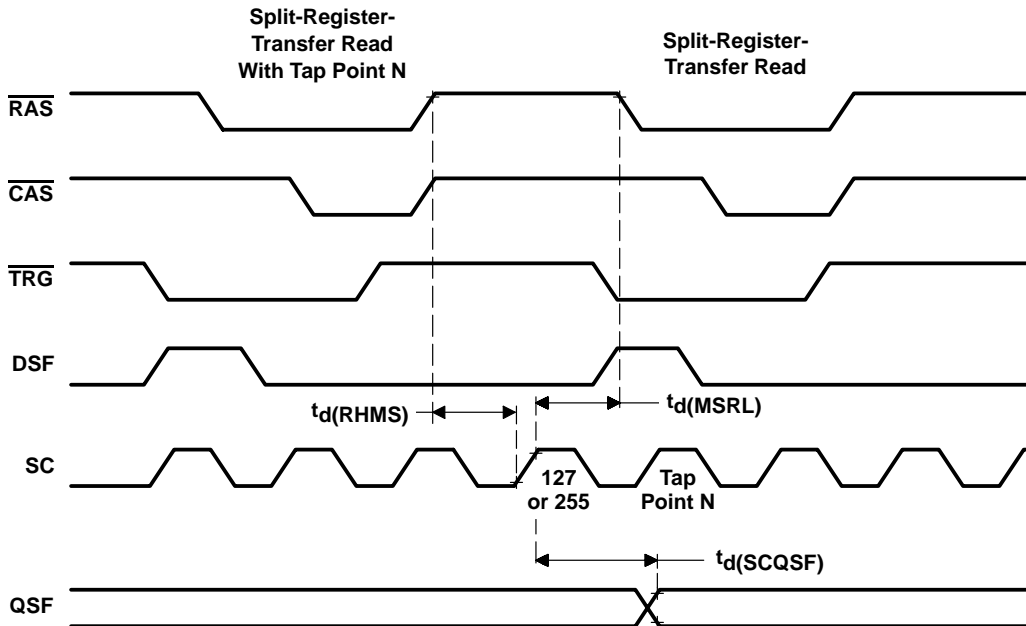 Split-Register-
Transfer Read
With Tap Point N
Split-Register-
Transfer Read
RAS
CAS
TRG
DSF
td(RHMS)
td(MSRL)
SC
127
or 255
Tap
Point N
td(SCQSF)
QSF